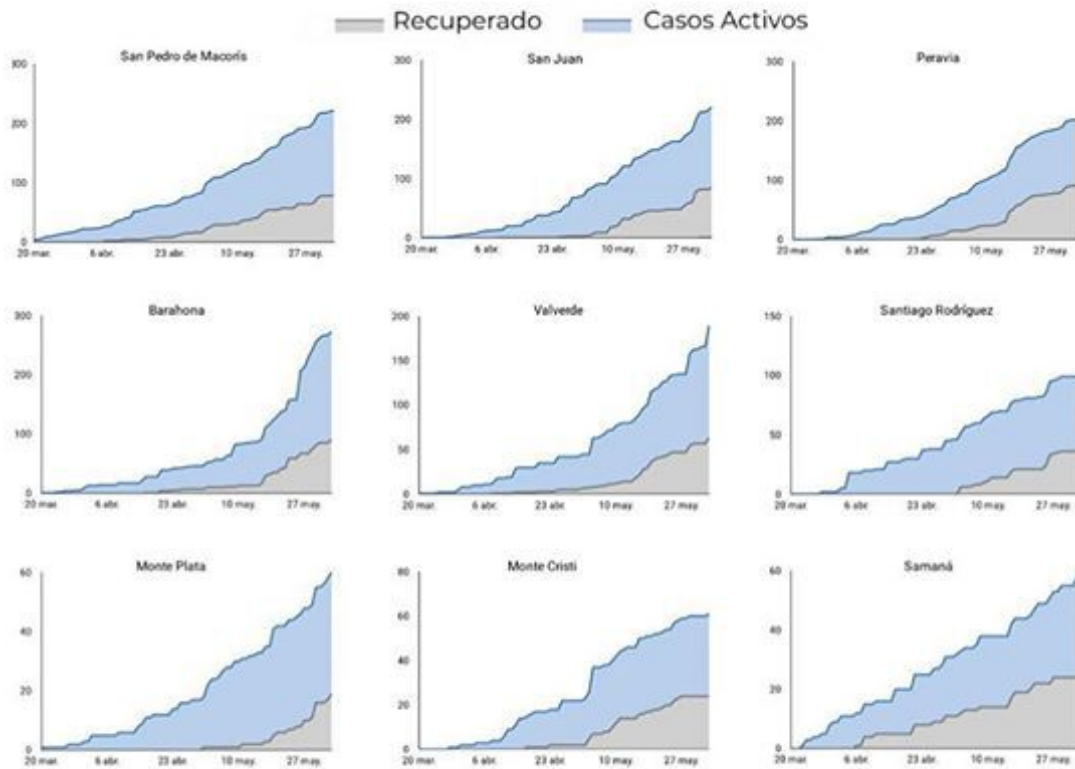 Recuperado Casos Activos
San Pedro de Macorís San Juan Peravia
300 300 300
200 200 200
100 100 100
0 0 0
20 mar. 6 abr. 23 abr. 10 may. 27 may. 20 mar. 6 abr. 23 abr. 10 may. 27 may. 20 mar. 6 abr. 23 abr. 10 may. 27 may.
Barahona Valverde Santiago Rodríguez
300 200 150
200 150 100
100 100 50
0 50 0
0
20 mar. 6 abr. 23 abr. 10 may. 27 may. 20 mar. 6 abr. 23 abr. 10 may. 27 may. 20 mar. 6 abr. 23 abr. 10 may. 27 may.
Monte Plata Monte Cristi Samaná
60 80 60
40 60 40
20 40 20
0 20 0
0
20 mar. 6 abr. 23 abr. 10 may. 27 may. 20 mar. 6 abr. 23 abr. 10 may. 27 may. 20 mar. 6 abr. 23 abr. 10 may. 27 may.